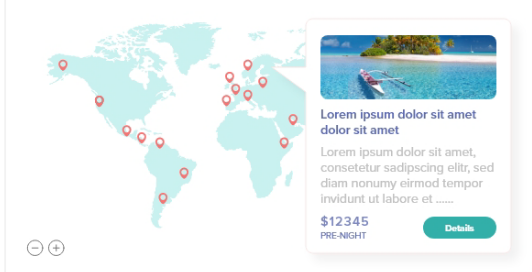 Lorem ipsum dolor sit amet
dolor sit amet
Lorem ipsum dolor sit amet,
consetetur sadipscing elitr, sed
diam nonumy eirmod tempor
invidunt ut labore et ......
$12345
PRE-NIGHT
Details